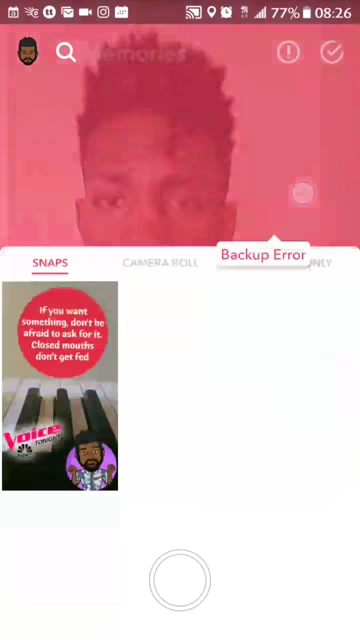 77% 08:26
Memories
SNAPS
CAMERA ROLL
Backup Error
ONLY
If you want
something, don't be
afraid to ask for it.
Closed mouths
don't get fed
Voice
TONIGHT
NBC